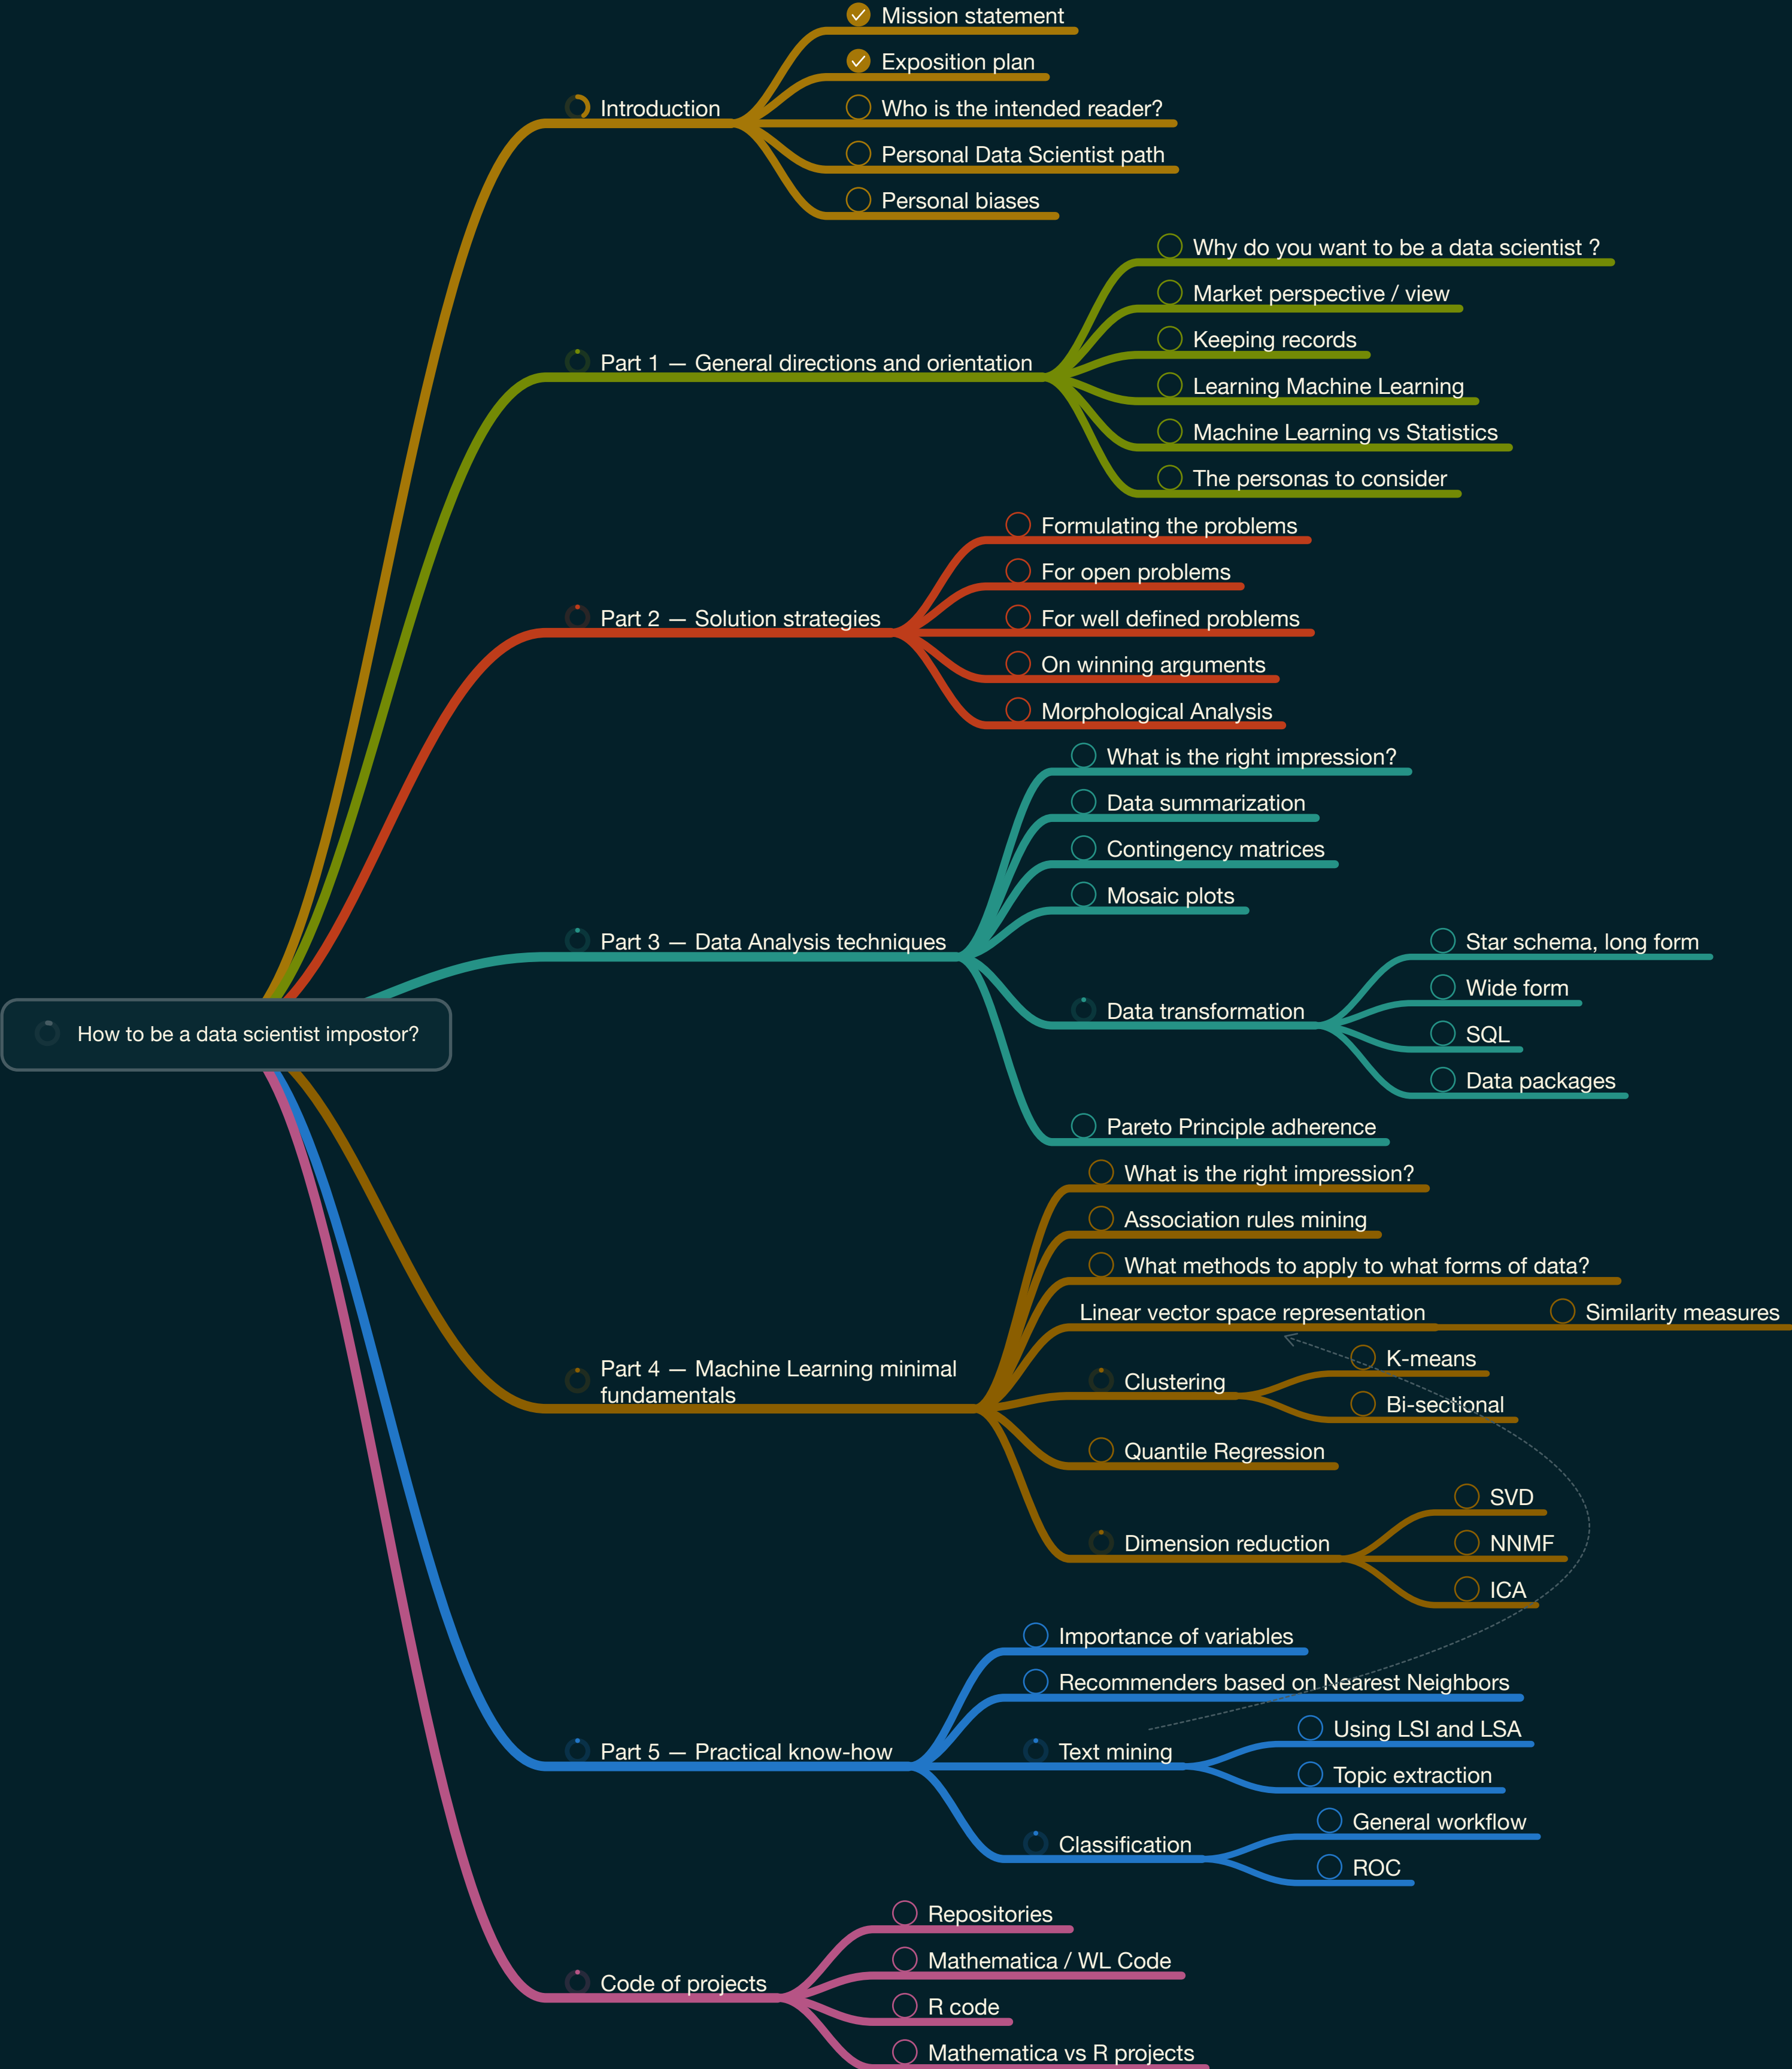 Mission statement
Exposition plan
Introduction
Who is the intended reader?
Personal Data Scientist path
Personal biases
Why do you want to be a data scientist ?
Market perspective / view
Keeping records
Part 1 — General directions and orientation
Learning Machine Learning
Machine Learning vs Statistics
The personas to consider
Formulating the problems
For open problems
Part 2 — Solution strategies
For well defined problems
On winning arguments
Morphological Analysis
What is the right impression?
Data summarization
Contingency matrices
Mosaic plots
Part 3 — Data Analysis techniques
Data transformation
Star schema, long form
Wide form
SQL
Data packages
Pareto Principle adherence
How to be a data scientist impostor?
What is the right impression?
Association rules mining
What methods to apply to what forms of data?
Linear vector space representation
Similarity measures
Part 4 — Machine Learning minimal
fundamentals
Clustering
K-means
Bi-sectional
Quantile Regression
Dimension reduction
SVD
NNMF
ICA
Importance of variables
Recommenders based on Nearest Neighbors
Part 5 — Practical know-how
Text mining
Using LSI and LSA
Topic extraction
Classification
General workflow
ROC
Repositories
Mathematica / WL Code
Code of projects
R code
Mathematica vs R projects